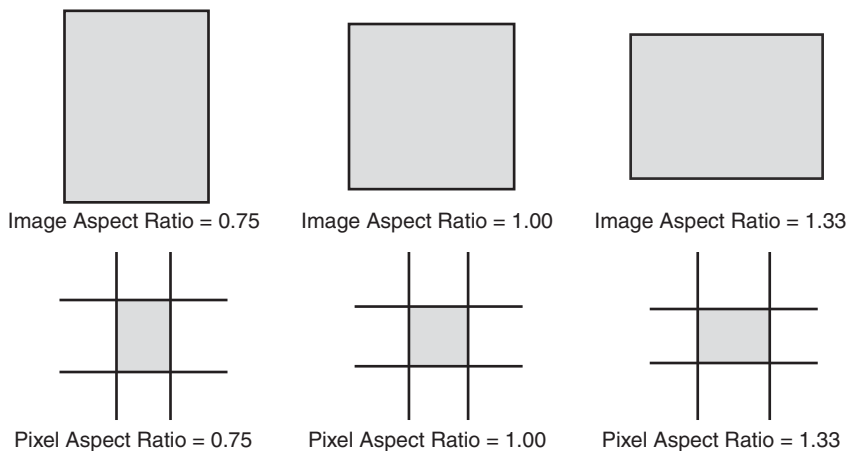 Image Aspect Ratio = 0.75
Image Aspect Ratio = 1.00
Image Aspect Ratio = 1.33
Pixel Aspect Ratio = 0.75
Pixel Aspect Ratio = 1.00
Pixel Aspect Ratio = 1.33